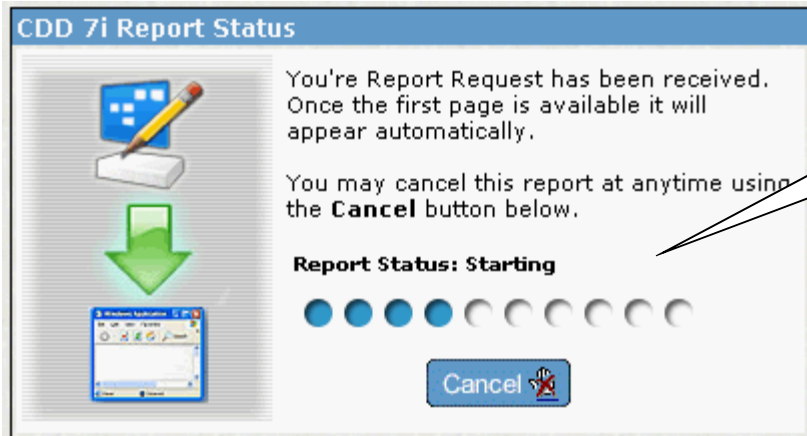 CDD 7i Report Status
You're Report Request has been received.
Once the first page is available it will
appear automatically.
You may cancel this report at anytime using
the Cancel button below.
Report Status: Starting
Cancel